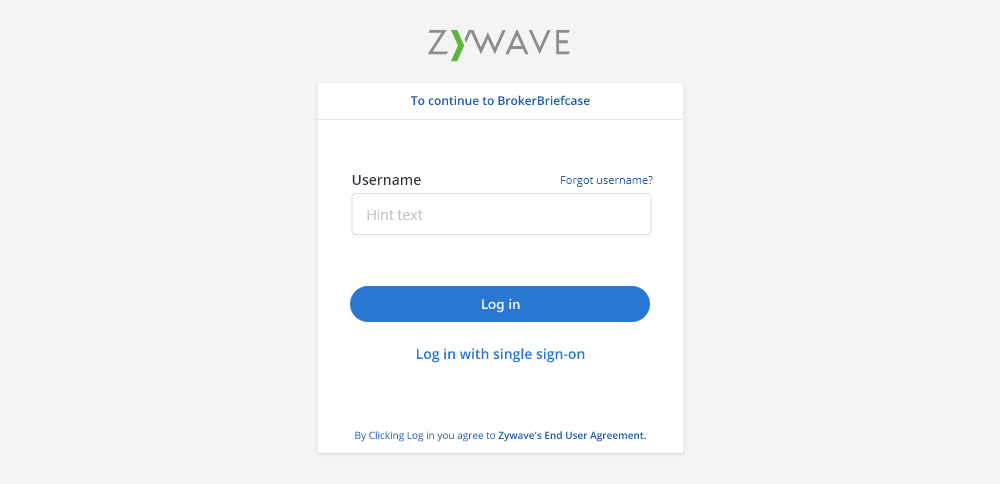 ZYWAVE
To continue to BrokerBriefcase
Username
Forgot username?
Hint text
Log in
Log in with single sign-on
By Clicking Log in you agree to Zywave's End User Agreement.